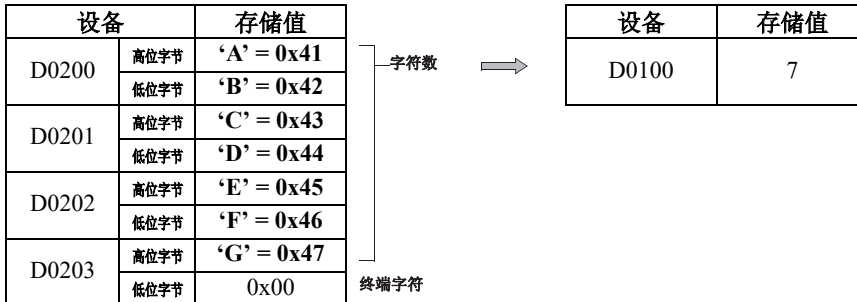 设备 存储值
D0200 高位字节 ‘A’ = 0x41
低位字节 ‘B’ = 0x42
D0201 高位字节 ‘C’ = 0x43
低位字节 ‘D’ = 0x44
D0202 高位字节 ‘E’ = 0x45
低位字节 ‘F’ = 0x46
D0203 高位字节 ‘G’ = 0x47
低位字节 0x00
字符数
终端字符
设备 存储值
D0100 7